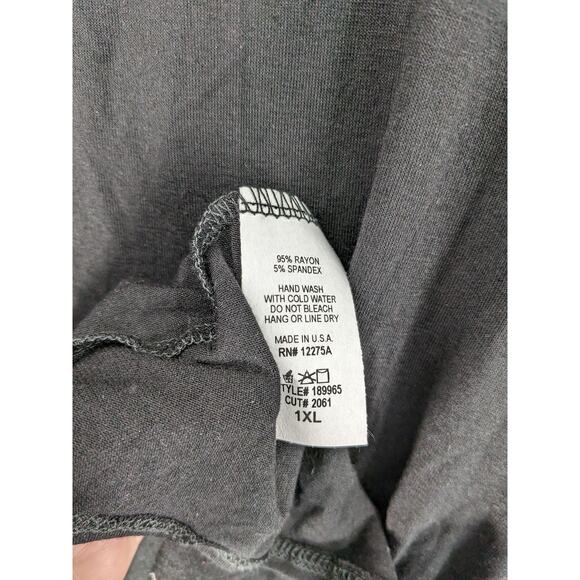 95% RAYON
5% SPANDEX
HAND WASH
WITH COLD WATER
DO NOT BLEACH
HANG OR LINE DRY
MADE IN U.S.A.
RN# 12275A
TYLE# 189965
CUT# 2061
1XL